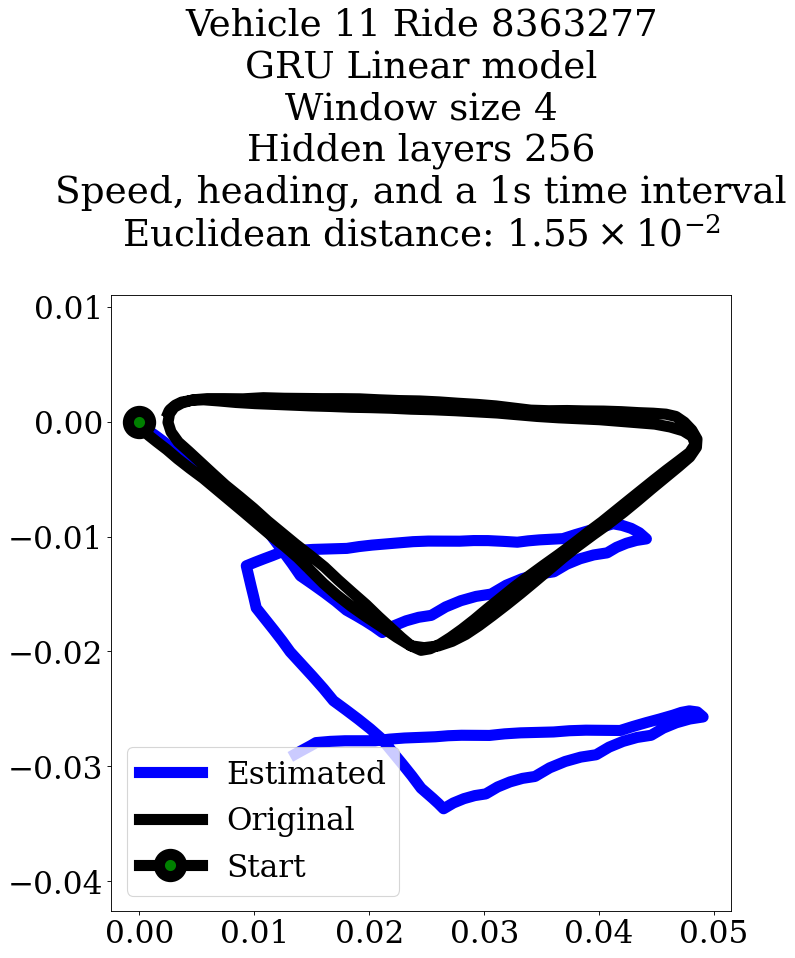 Vehicle 11 Ride 8363277
GRU Linear model
Window size 4
Hidden layers 256
Speed, heading, and a 1s time interval
Euclidean distance: 1.55 × 10⁻²
0.01
0.00
−0.01
−0.02
−0.03
−0.04
Estimated
Original
Start
0.00 0.01 0.02 0.03 0.04 0.05